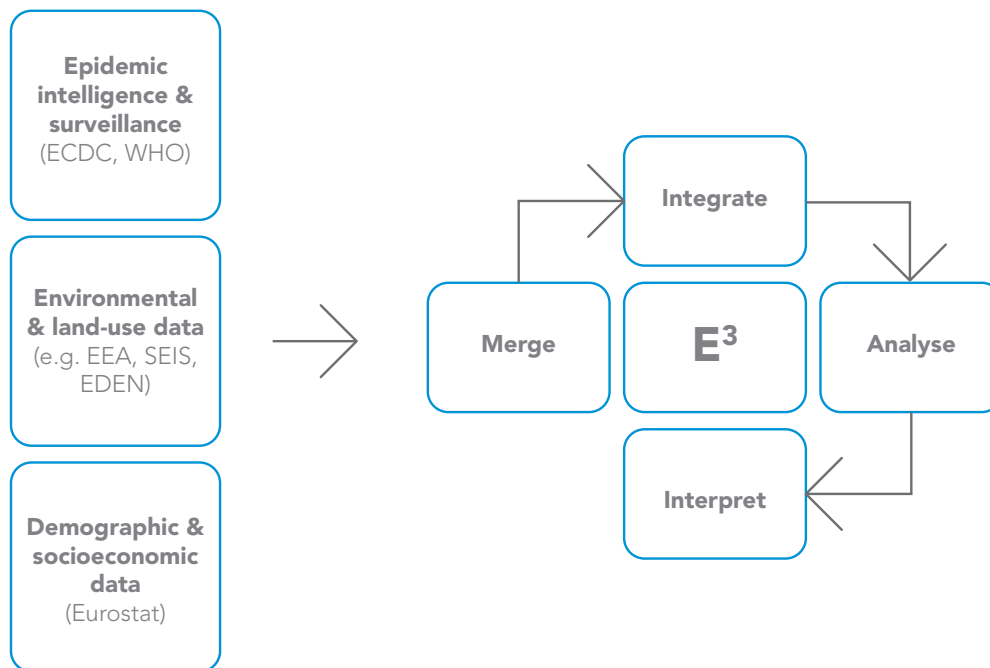 Epidemic
intelligence &
surveillance
(ECDC, WHO)
Environmental
& land-use data
(e.g. EEA, SEIS,
EDEN)
Demographic &
socioeconomic
data
(Eurostat)
Integrate
Merge
E³
Analyse
Interpret